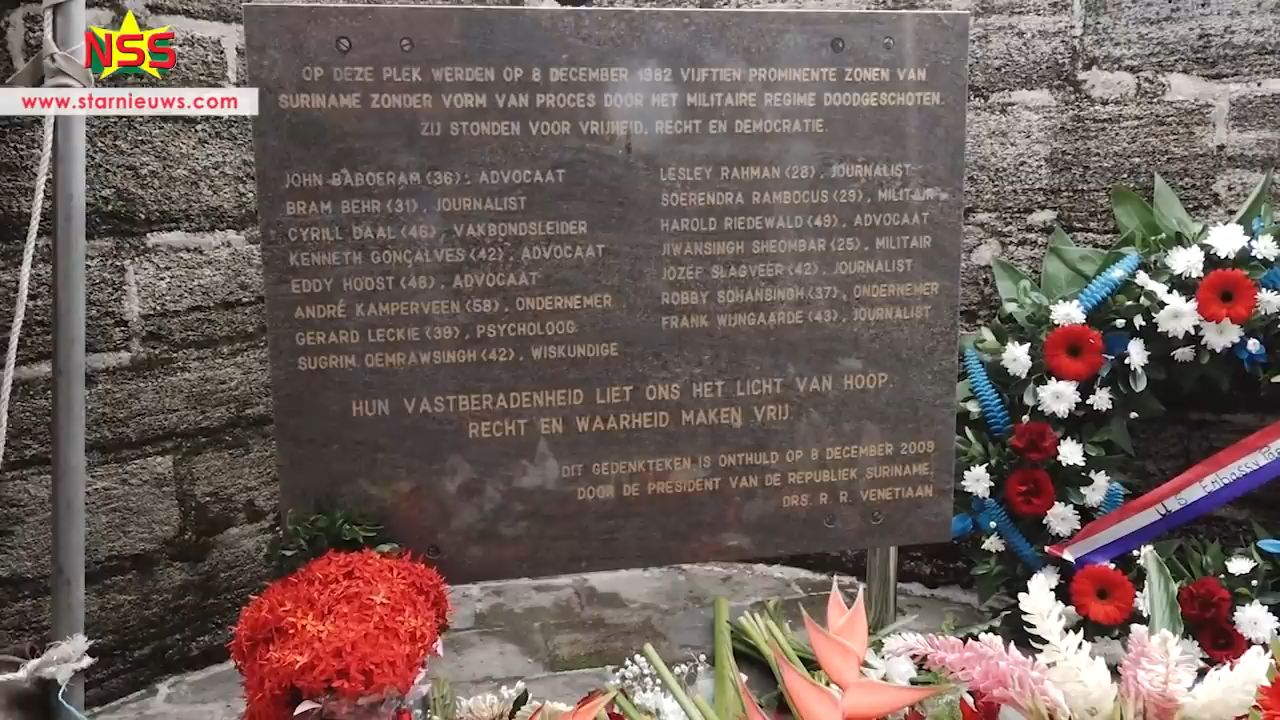 NSS
www.starnieuws.com
OP DEZE PLEK WERDEN OP 8 DECEMBER 1982 VIJFTIEN PROMINENTE ZONEN VAN
SURINAME ZONDER VORM VAN PROCES DOOR HET MILITAIRE REGIME DOODGESCHOTEN.
ZIJ STONDEN VOOR VRIJHEID, RECHT EN DEMOCRATIE.
JOHN BABOERAM (36), ADVOCAAT
BRAM BEHR (31), JOURNALIST
CYRILL DAAL (46), VAKBONDSLEIDER
KENNETH GONÇALVES (42), ADVOCAAT
EDDY HOOST (48), ADVOCAAT
ANDRÉ KAMPERVEEN (58), ONDERNEMER
GERARD LECKIE (39), PSYCHOLOOG
SUGRIM OEMRAWSINGH (42), WISKUNDIGE
LESLEY RAHMAN (28), JOURNALIST
SOERENDRA RAMBOCUS (29), MILITAIR
HAROLD RIEDEWALD (49), ADVOCAAT
JIWANSINGH SHEOMBAR (25), MILITAIR
JOZEF SLAGVEER (42), JOURNALIST
ROBBY SOHANSINGH (37), ONDERNEMER
FRANK WIJNGAARDE (43), JOURNALIST
HUN VASTBERADENHEID LIET ONS HET LICHT VAN HOOP.
RECHT EN WAARHEID MAKEN VRIJ.
DIT GEDENKTEKEN IS ONTHULD OP 8 DECEMBER 2009
DOOR DE PRESIDENT VAN DE REPUBLIEK SURINAME,
DRS. R. R. VENETIAAN
U S Embassy